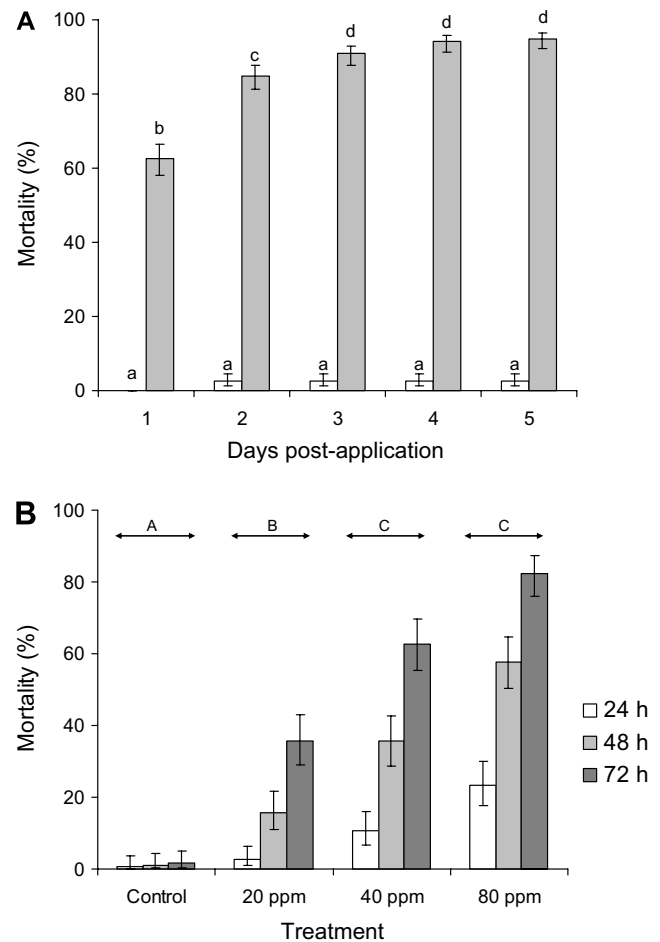 A
Mortality (%)
100
80
60
40
20
0
a
b
a
c
a
d
a
d
a
d
1 2 3 4 5
Days post-application
B
Mortality (%)
100
80
60
40
20
0
A B C C
Control 20 ppm 40 ppm 80 ppm
Treatment
24 h
48 h
72 h